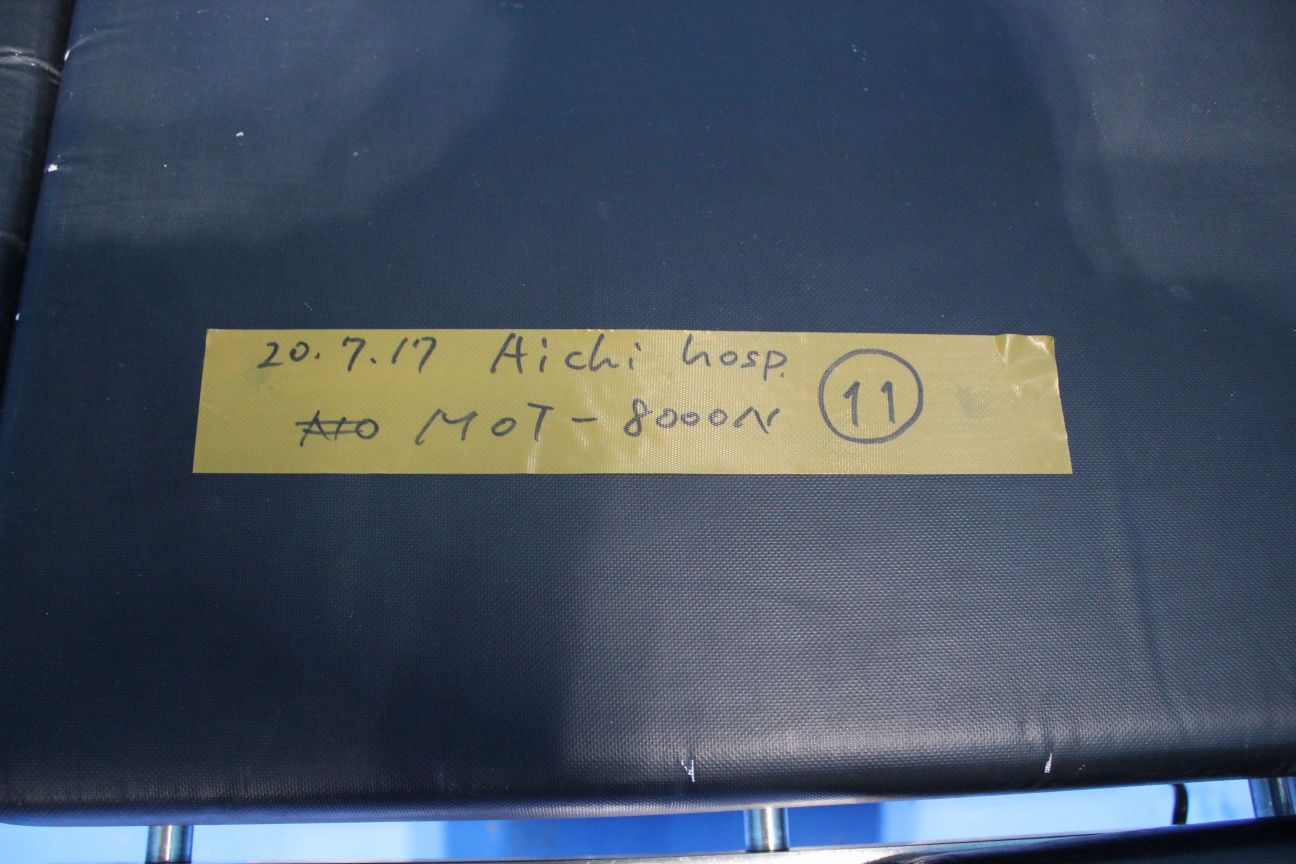 20.7.17 Aichi hosp.
MOT-8000N
11